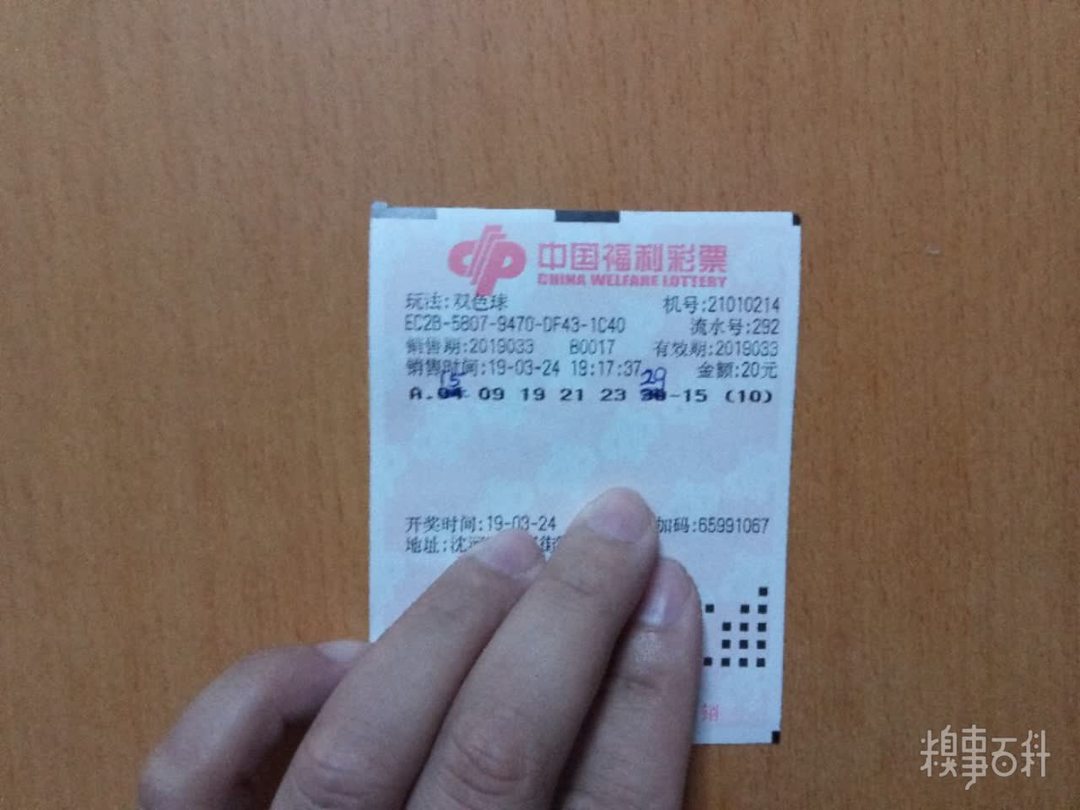 中国福利彩票
CHINA WELFARE LOTTERY
玩法:双色球 机号:21010214
EC2B-5807-9470-DF43-1C40 流水号:292
销售期:2019033 B0017 有效期:2019033
销售时间:19-03-24 19:17:37 金额:20元
15 29
A.04 09 19 21 23 30-15 (10)
开奖时间:19-03-24 加码:65991067
地址:沈 街
销
糗事百科